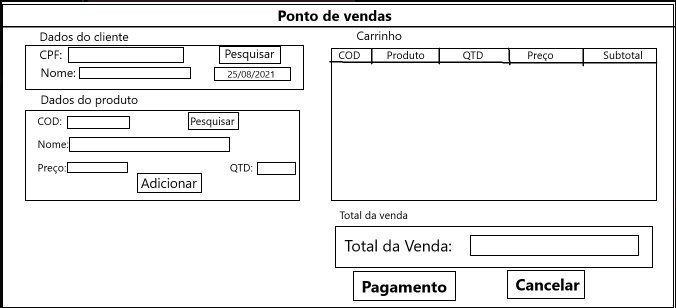 Ponto de vendas
Dados do cliente
CPF: Pesquisar
Nome: 25/08/2021
Dados do produto
COD: Pesquisar
Nome:
Preço: QTD:
Adicionar
Carrinho
COD Produto QTD Preço Subtotal
Total da venda
Total da Venda:
Pagamento Cancelar